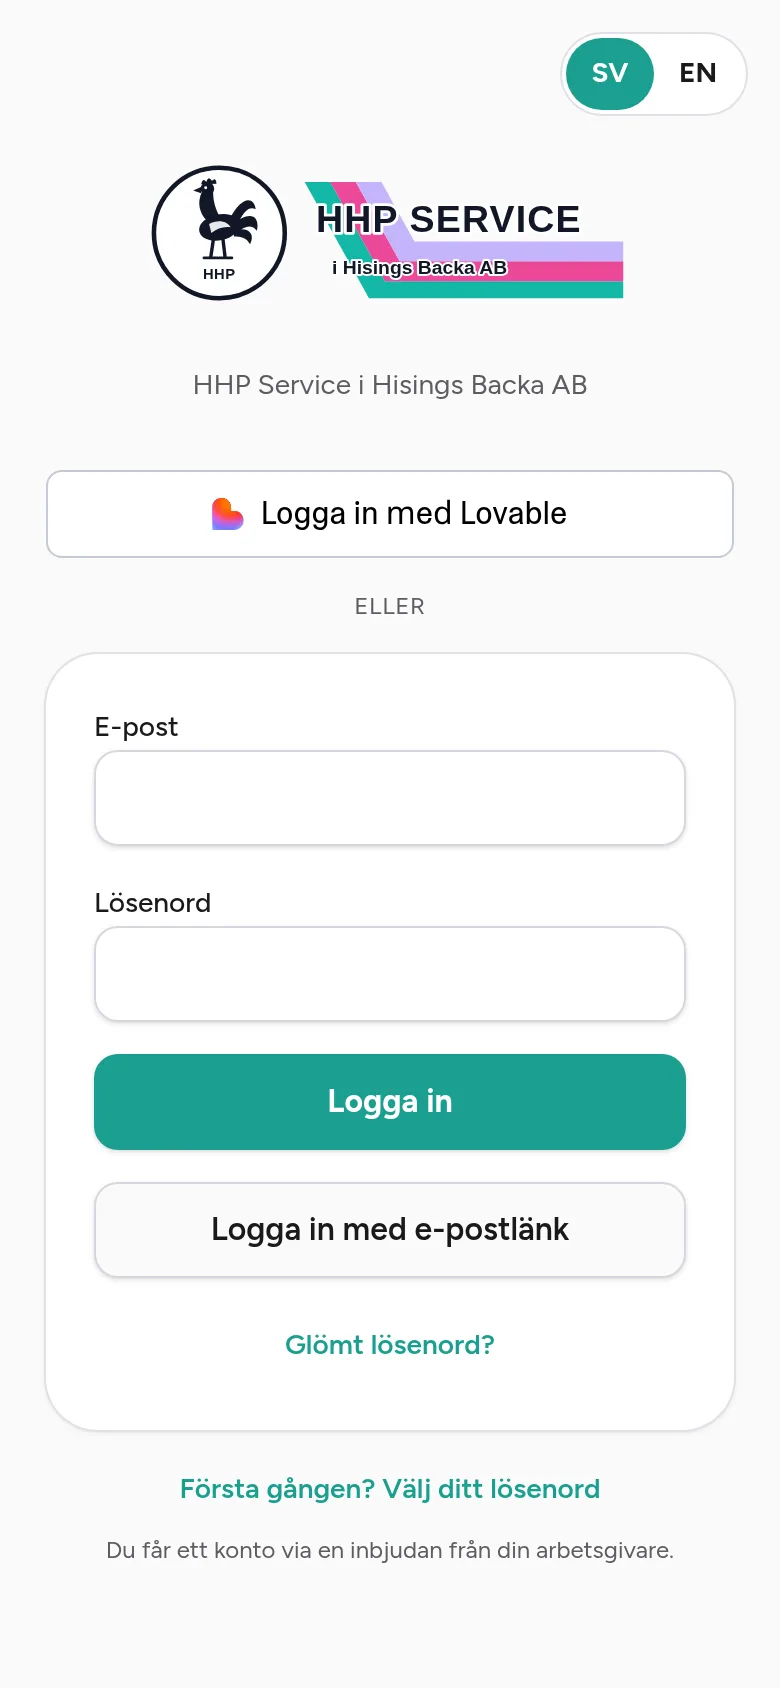 SV EN
HHP
HHP SERVICE
i Hisings Backa AB
HHP Service i Hisings Backa AB
Logga in med Lovable
ELLER
E-post
Lösenord
Logga in
Logga in med e-postlänk
Glömt lösenord?
Första gången? Välj ditt lösenord
Du får ett konto via en inbjudan från din arbetsgivare.